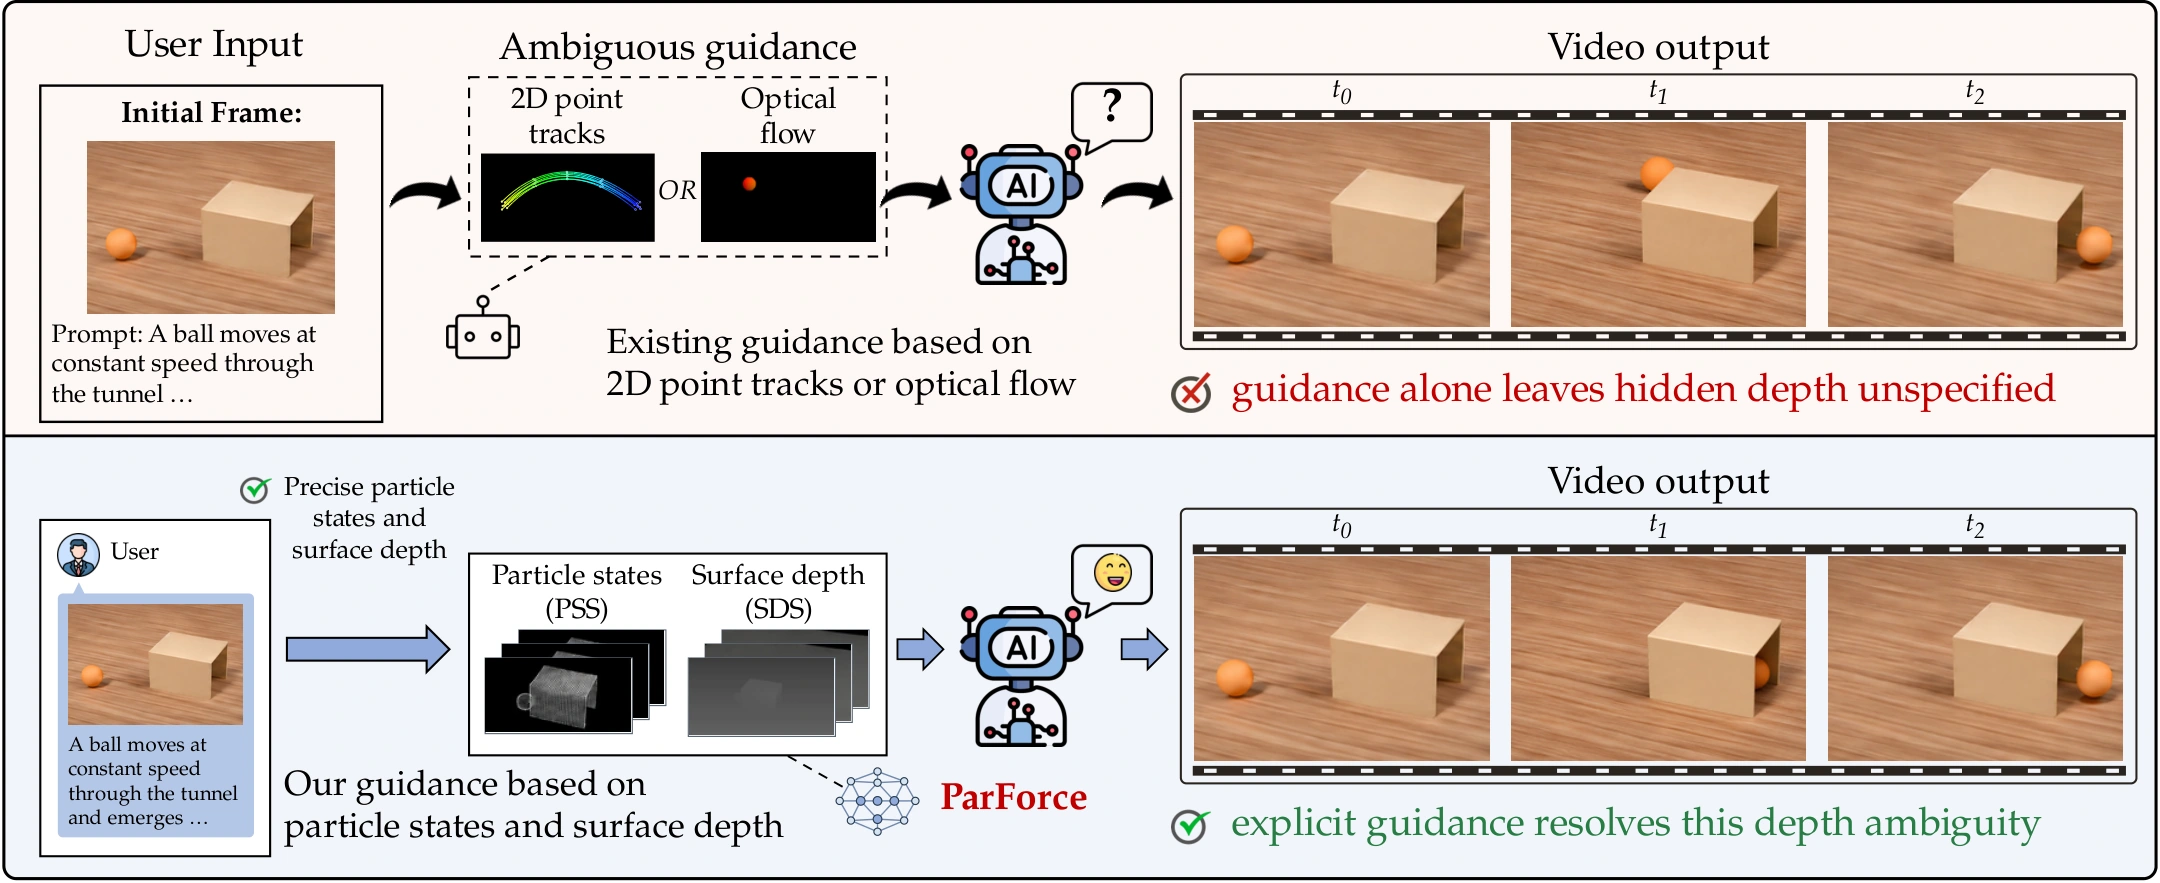 User Input
Initial Frame:
Prompt: A ball moves at
constant speed through
the tunnel …
Ambiguous guidance
2D point
tracks
OR
Optical
flow
Existing guidance based on
2D point tracks or optical flow
AI
?
Video output
t0
t1
t2
guidance alone leaves hidden depth unspecified
User
A ball moves at
constant speed
through the tunnel
and emerges …
Precise particle
states and
surface depth
Particle states
(PSS)
Surface depth
(SDS)
Our guidance based on
particle states and surface depth
ParForce
AI
Video output
t0
t1
t2
explicit guidance resolves this depth ambiguity